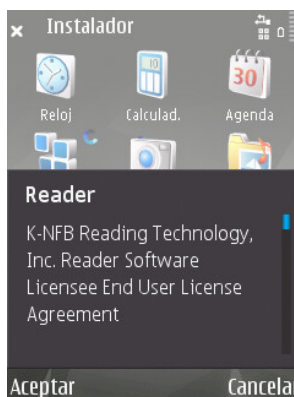 Instalador
30
Reloj
Calculad.
Agenda
Reader
K-NFB Reading Technology,
Inc. Reader Software
Licensee End User License
Agreement
Aceptar
Cancela